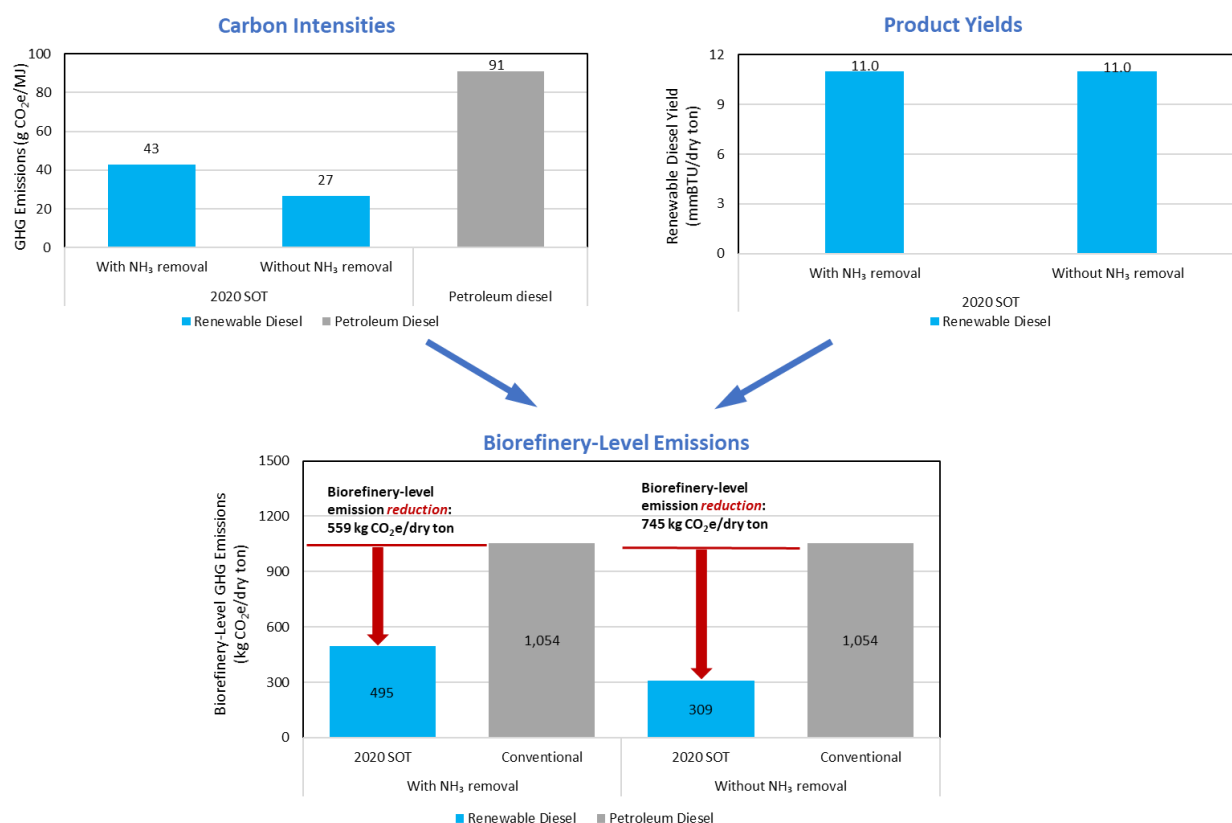 Carbon Intensities
GHG Emissions (g CO₂e/MJ)
100
80
60
40
20
0
43
27
91
With NH₃ removal
Without NH₃ removal
2020 SOT
Petroleum diesel
Renewable Diesel
Petroleum Diesel
Product Yields
Renewable Diesel Yield
(mmBTU/dry ton)
12
9
6
3
0
11.0
11.0
With NH₃ removal
Without NH₃ removal
2020 SOT
Renewable Diesel
Biorefinery-Level Emissions
Biorefinery-Level GHG Emissions
(kg CO₂e/dry ton)
1500
1200
900
600
300
0
Biorefinery-level
emission reduction:
559 kg CO₂e/dry ton
Biorefinery-level
emission reduction:
745 kg CO₂e/dry ton
495
1,054
309
1,054
2020 SOT
Conventional
2020 SOT
Conventional
With NH₃ removal
Without NH₃ removal
Renewable Diesel
Petroleum Diesel